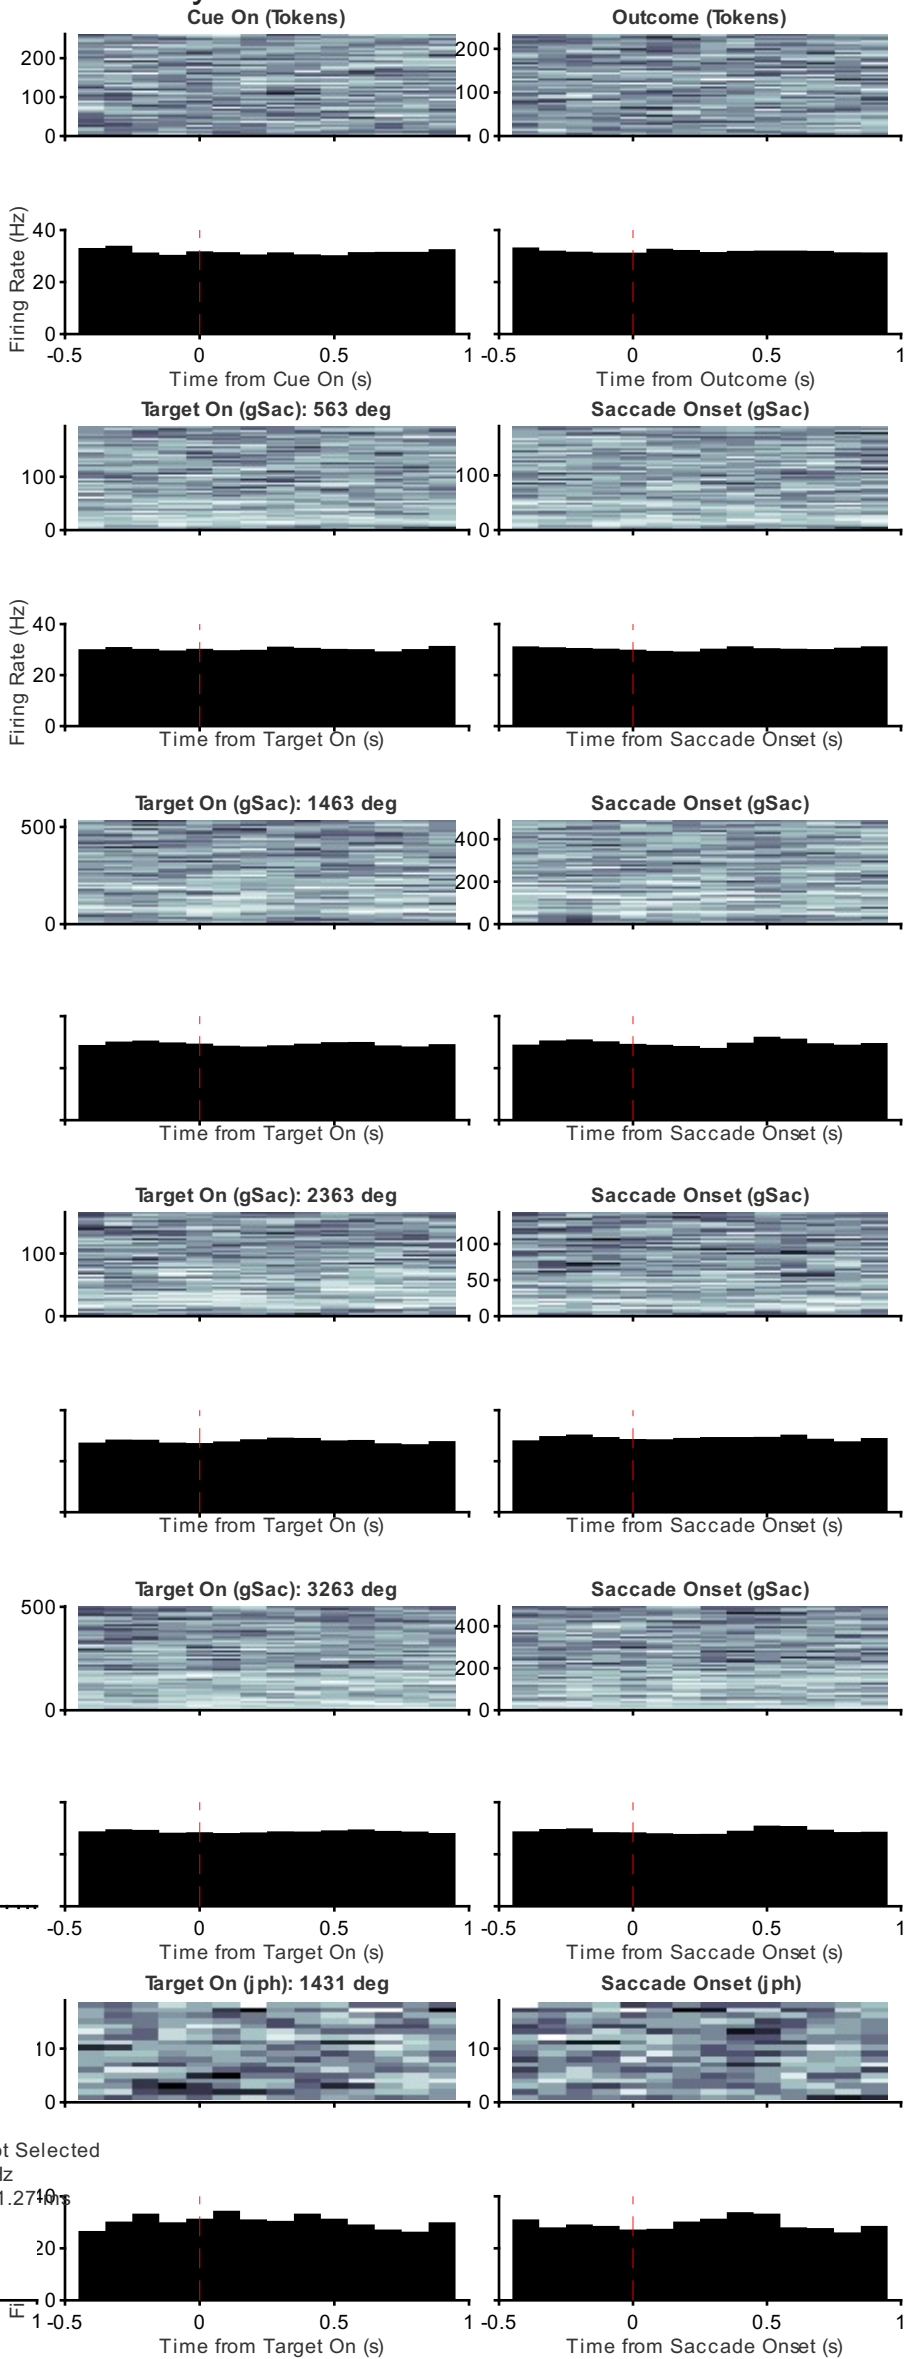 Cue On (Tokens)
Outcome (Tokens)
200
100
0
200
100
0
Firing Rate (Hz)
40
20
0
-0.5 0 0.5 1
-0.5 0 0.5 1
Time from Cue On (s)
Time from Outcome (s)
Target On (gSac): 563 deg
Saccade Onset (gSac)
100
0
100
0
Firing Rate (Hz)
40
20
0
Time from Target On (s)
Time from Saccade Onset (s)
Target On (gSac): 1463 deg
Saccade Onset (gSac)
500
0
400
200
0
Time from Target On (s)
Time from Saccade Onset (s)
Target On (gSac): 2363 deg
Saccade Onset (gSac)
100
0
100
50
0
Time from Target On (s)
Time from Saccade Onset (s)
Target On (gSac): 3263 deg
Saccade Onset (gSac)
500
0
400
200
0
-0.5 0 0.5 1
-0.5 0 0.5 1
Time from Target On (s)
Time from Saccade Onset (s)
Target On (jph): 1431 deg
Saccade Onset (jph)
10
0
10
0
Selected
1.27 ms
40
20
0
Fi
1
-0.5 0 0.5 1
-0.5 0 0.5 1
Time from Target On (s)
Time from Saccade Onset (s)